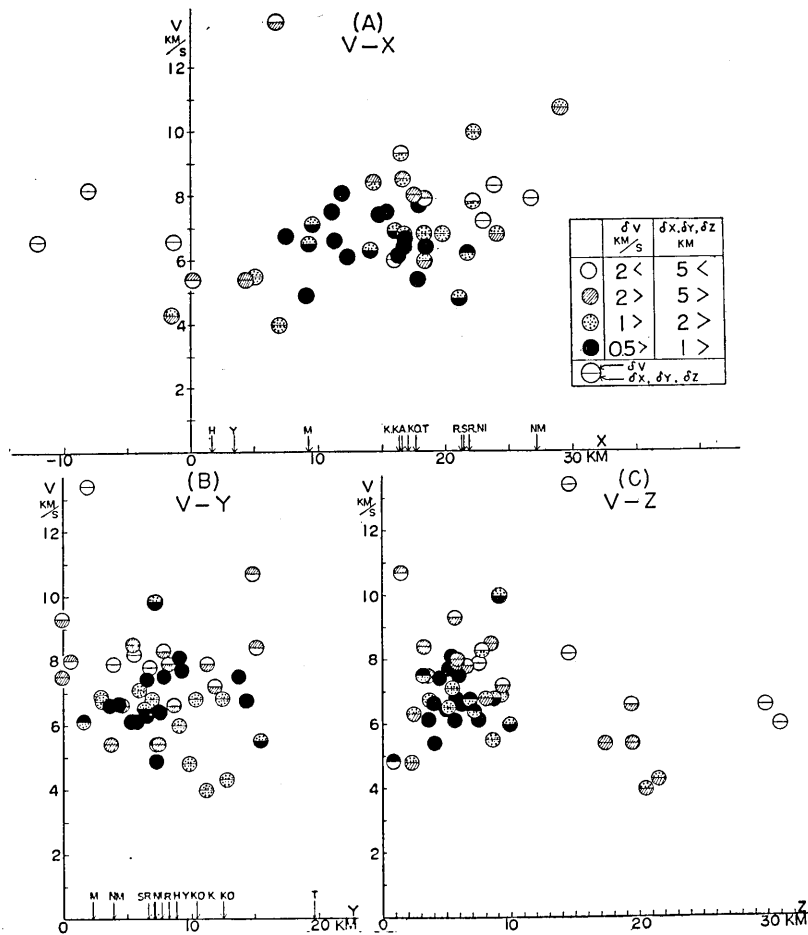 (A)
V-X
V
KM/S
12
10
8
6
4
2
-10
0
10
20
30 KM
X
H Y M K.KA KO.T R.SR.NI NM
δV KM/S
δX, δY, δZ KM
2< 5<
2> 5>
1> 2>
0.5> 1>
δV
δX, δY, δZ
(B)
V-Y
V
KM/S
12
10
8
6
4
2
0
10
20 KM
Y
M NM SR NI R H Y KO K KO T
(C)
V-Z
V
KM/S
12
10
8
6
4
2
0
10
20
30 KM
Z